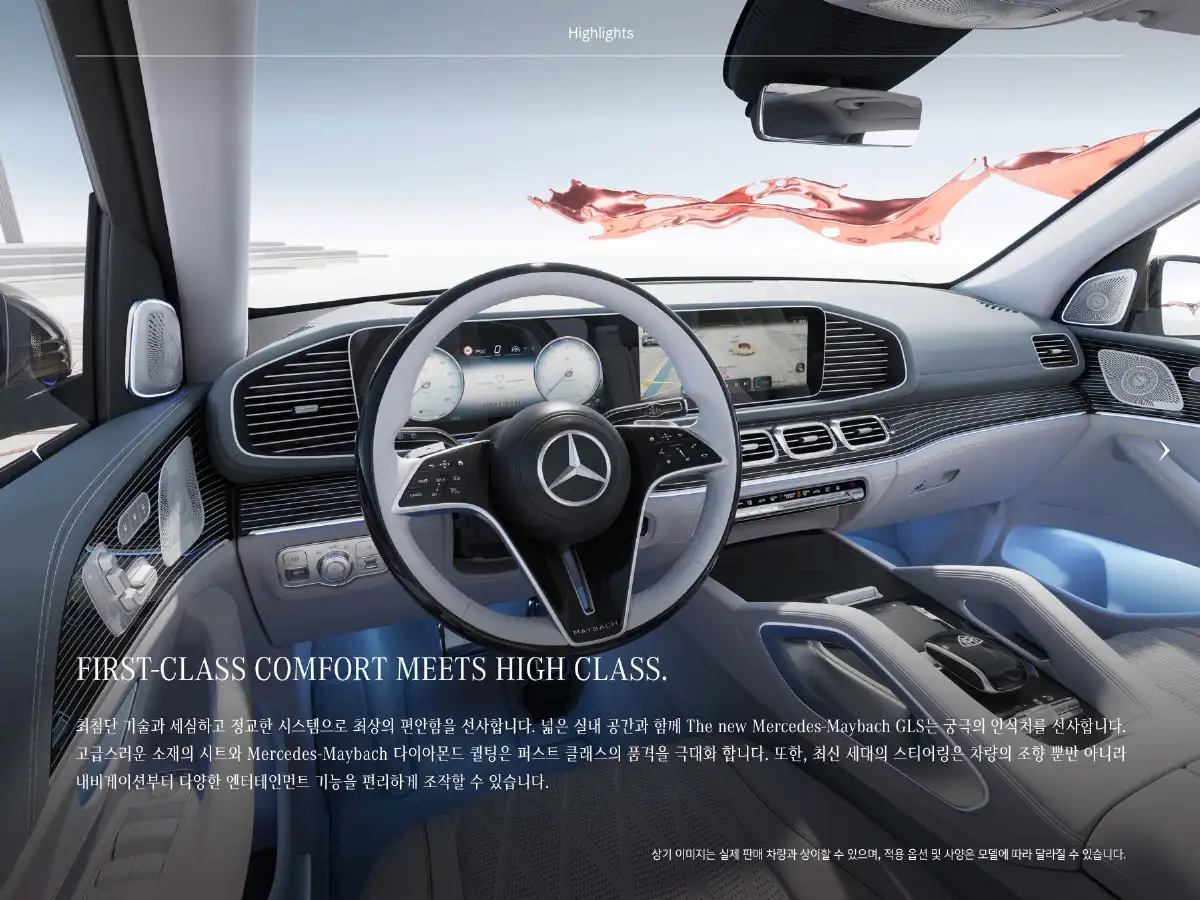 Highlights
0
MAYBACH
FIRST-CLASS COMFORT MEETS HIGH CLASS.
최첨단 기술과 세심하고 정교한 시스템으로 최상의 편안함을 선사합니다. 넓은 실내 공간과 함께 The new Mercedes-Maybach GLS는 궁극의 안식처를 선사합니다.
고급스러운 소재의 시트와 Mercedes-Maybach 다이아몬드 퀼팅은 퍼스트 클래스의 품격을 극대화 합니다. 또한, 최신 세대의 스티어링은 차량의 조향 뿐만 아니라
내비게이션부터 다양한 엔터테인먼트 기능을 편리하게 조작할 수 있습니다.
상기 이미지는 실제 판매 차량과 상이할 수 있으며, 적용 옵션 및 사양은 모델에 따라 달라질 수 있습니다.